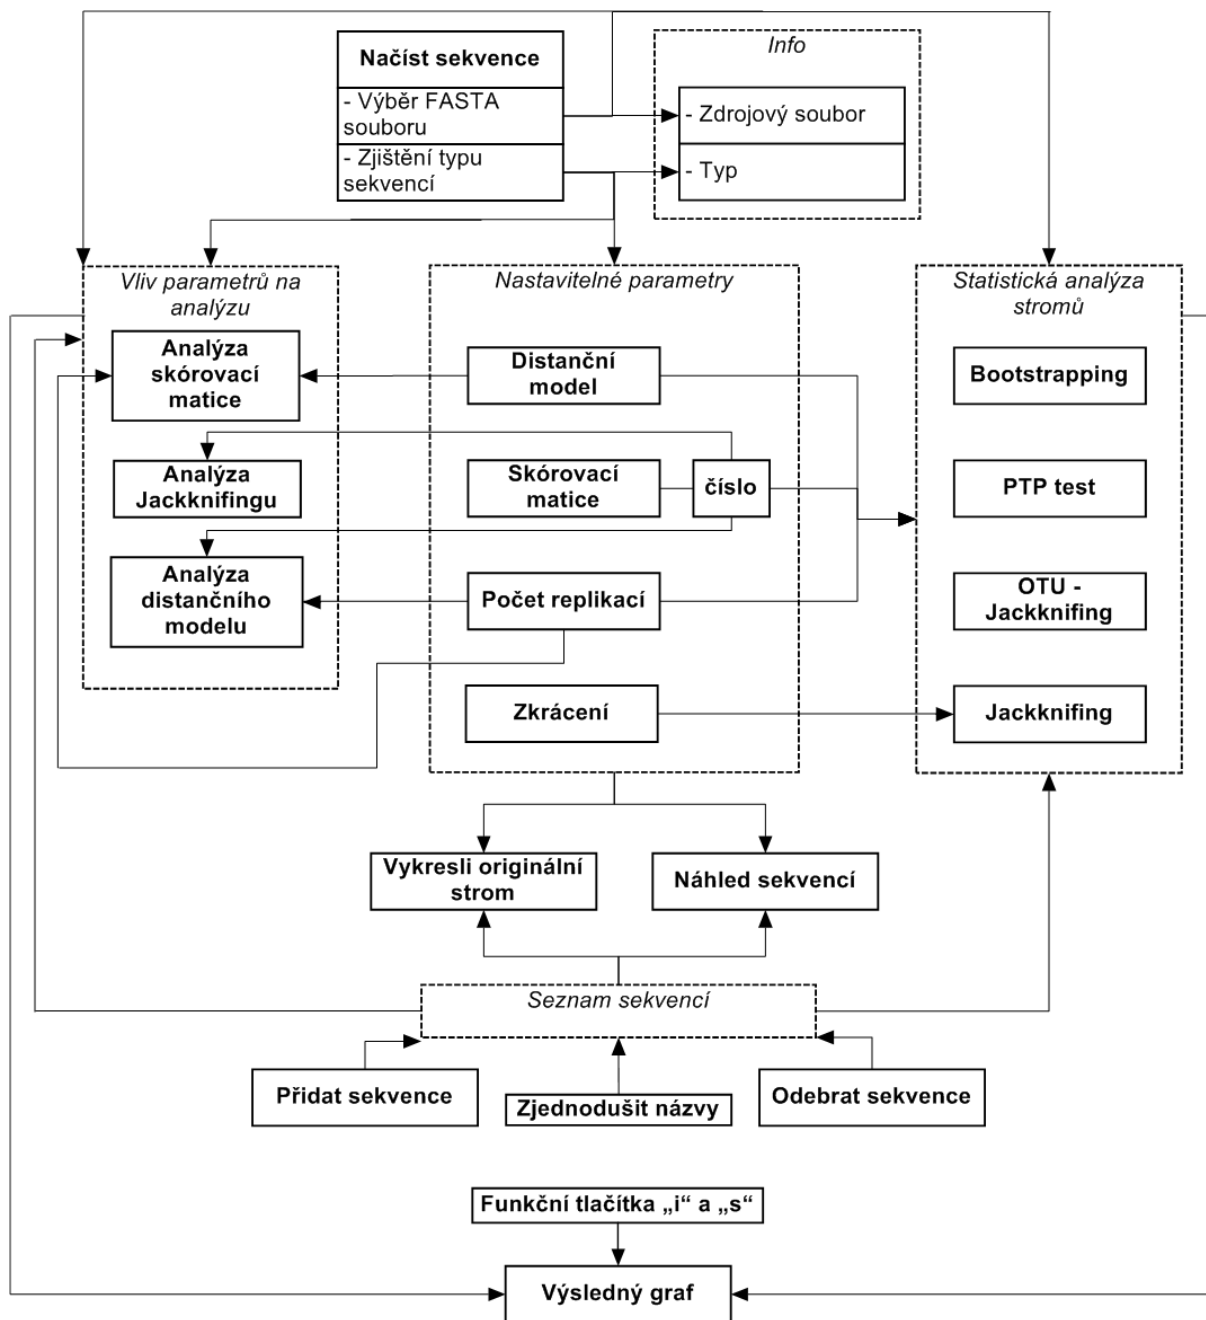 Načíst sekvence
- Výběr FASTA
souboru
- Zjištění typu
sekvencí
Info
- Zdrojový soubor
- Typ
Vliv parametrů na
analýzu
Analýza
skórovací
matice
Analýza
Jackknifingu
Analýza
distančního
modelu
Nastavitelné parametry
Distanční
model
Skórovací
matice
číslo
Počet replikací
Zkrácení
Statistická analýza
stromů
Bootstrapping
PTP test
OTU -
Jackknifing
Jackknifing
Vykresli originální
strom
Náhled sekvencí
Seznam sekvencí
Přidat sekvence
Zjednodušit názvy
Odebrat sekvence
Funkční tlačítka „i“ a „s“
Výsledný graf